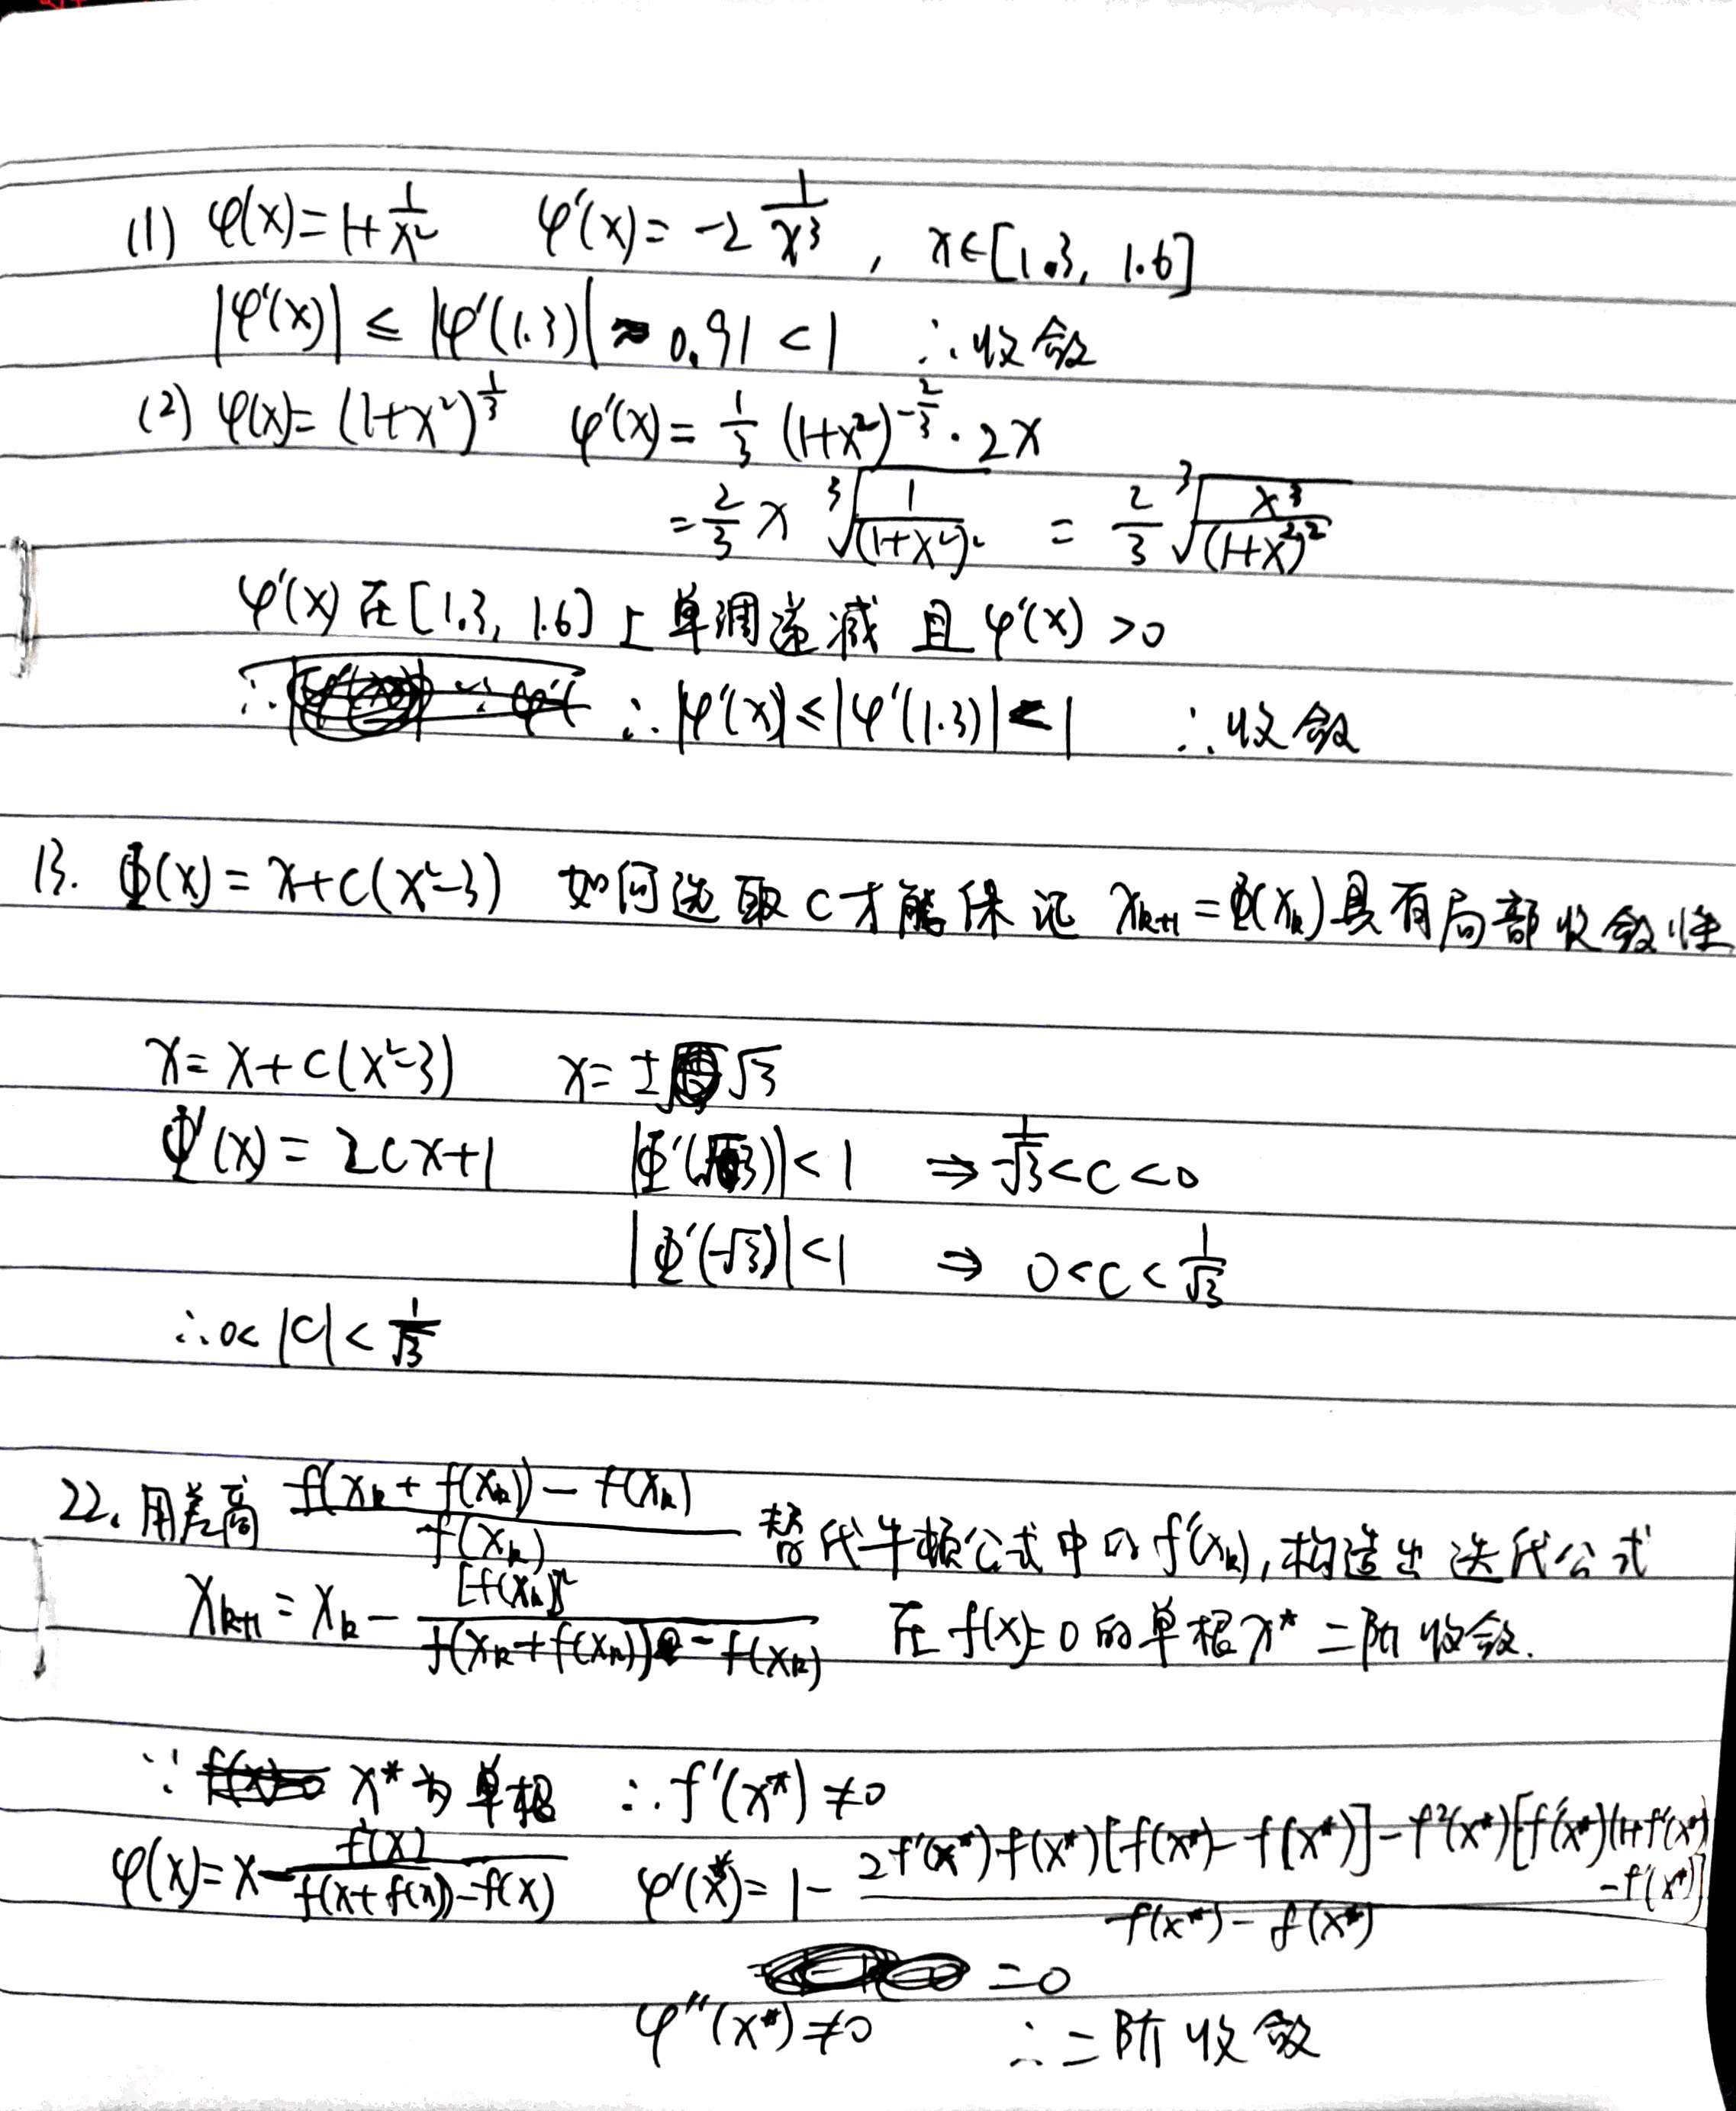 (1) φ(x)=1+1/x² φ'(x)= -2 1/x³ , x∈[1.3, 1.6]
|φ'(x)| ≤ |φ'(1.3)| ≈ 0.91 < 1 ∴收敛
(2) φ(x)= (1+x²)^(1/3) φ'(x)= 1/3 (1+x²)^(-2/3) · 2x
= 2/3 x ∛(1/(1+x²)²) = 2/3 ∛(x³/(1+x²)²)
φ'(x) 在[1.3, 1.6]上单调递减 且 φ'(x) >0
∴|φ'(x)| ≤ |φ'(1.3)| < 1 ∴收敛
13. Φ(x) = x+c(x²-3) 如何选取c才能保证 x_{k+1} = Φ(x_k)具有局部收敛性
x= x+c(x²-3) x= ±√3
Φ'(x) = 2cx+1 |Φ'(√3)| < 1 ⇒ 1/-√3 < c < 0
|Φ'(-√3)| < 1 ⇒ 0 < c < 1/√3
∴0< |c| < 1/√3
22. 用差商 (f(x_k + f(x_k)) - f(x_k))/f(x_k) 替代牛顿公式中的f'(x_k), 构造出迭代公式
x_{k+1} = x_k - [f(x_k)]²/(f(x_k+f(x_k)) - f(x_k)) 在 f(x)=0 的单根x* 二阶收敛.
∵ x* 为单根 ∴f'(x*) ≠0
φ(x)= x- f²(x)/(f(x+f(x))-f(x)) φ'(x*)= 1- (2f'(x*)f(x*)[f(x*)-f(x*)]-f²(x*)[f'(x*)(1+f'(x*))-f'(x*)])/(f(x*)-f(x*))
=0
φ''(x*) ≠0 ∴二阶收敛